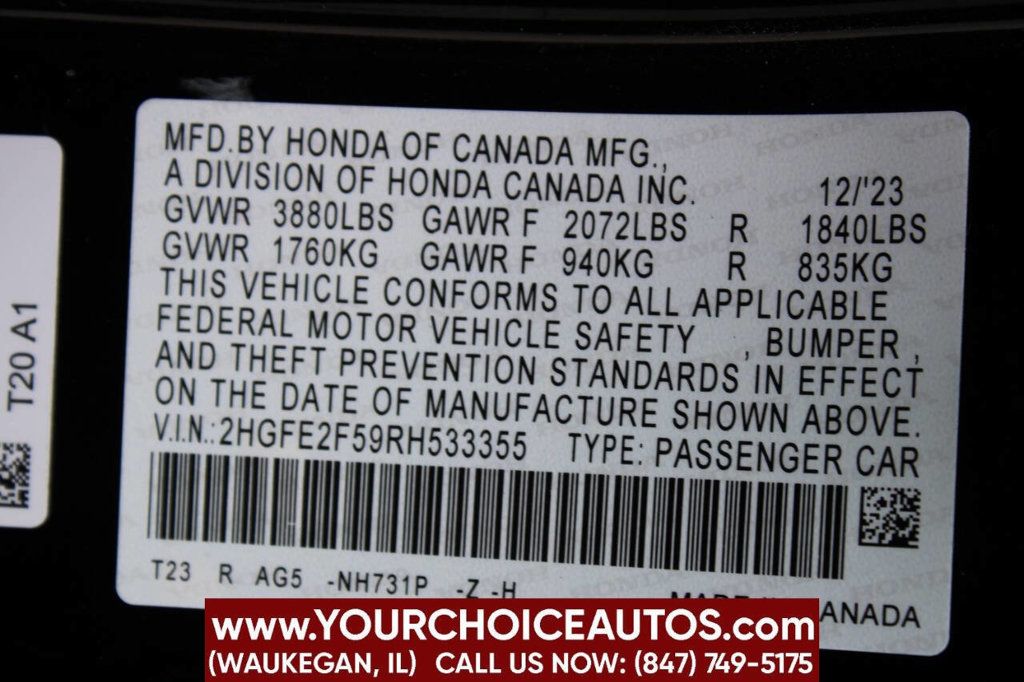 MFD.BY HONDA OF CANADA MFG.,
A DIVISION OF HONDA CANADA INC. 12/'23
GVWR 3880LBS GAWR F 2072LBS R 1840LBS
GVWR 1760KG GAWR F 940KG R 835KG
THIS VEHICLE CONFORMS TO ALL APPLICABLE
FEDERAL MOTOR VEHICLE SAFETY , BUMPER ,
AND THEFT PREVENTION STANDARDS IN EFFECT
ON THE DATE OF MANUFACTURE SHOWN ABOVE.
V.I.N.:2HGFE2F59RH533355 TYPE: PASSENGER CAR
T23 R AG5 -NH731P -Z -H
MADE IN CANADA
T20 A1
www.YOURCHOICEAUTOS.com
(WAUKEGAN, IL) CALL US NOW: (847) 749-5175